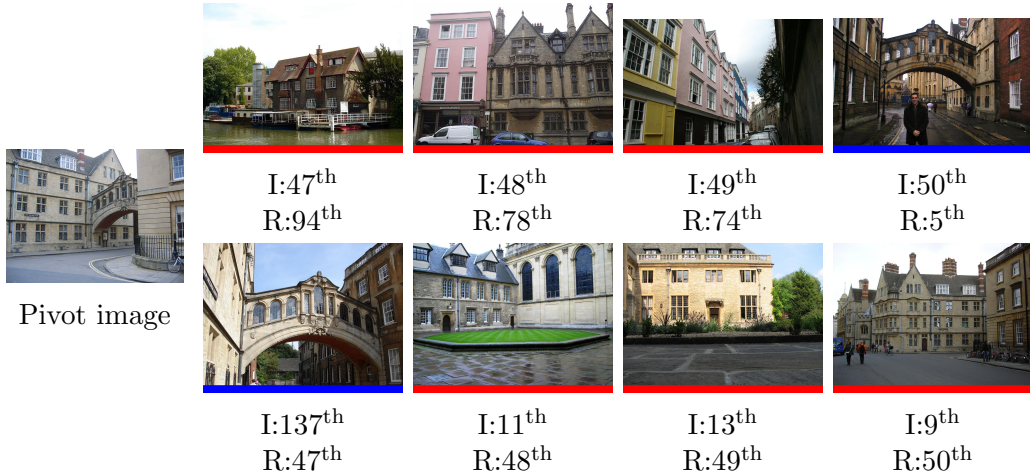 I:47th I:48th I:49th I:50th
R:94th R:78th R:74th R:5th
Pivot image
I:137th I:11th I:13th I:9th
R:47th R:48th R:49th R:50th